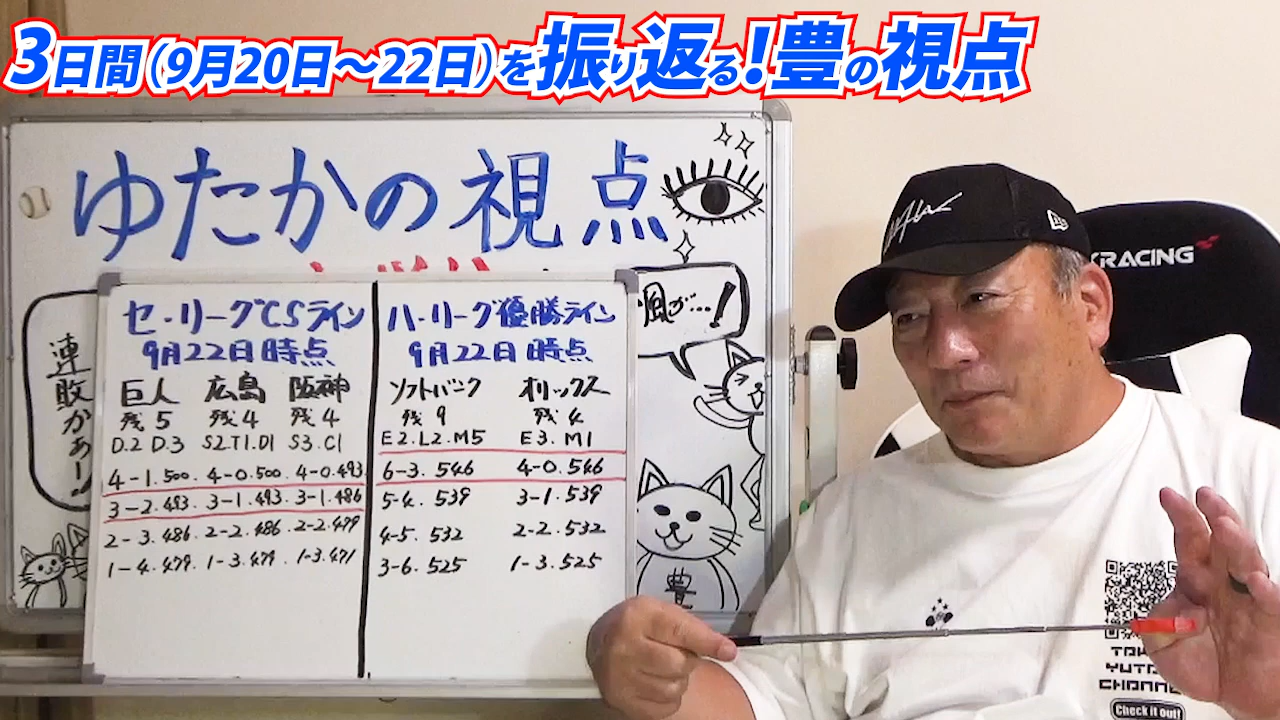 3日間(9月20日～22日)を振り返る!豊の視点
ゆたかの視点
連敗かぁー!
風が…!
セ・リーグCSライン
9月22日時点
巨人 広島 阪神
残5 残4 残4
D.2 D.3 S2.T1.D1 S3.C1
4-1.500. 4-0.500. 4-0.493
3-2.493. 3-1.493. 3-1.486
2-3.486. 2-2.486. 2-2.479
1-4.479. 1-3.479. 1-3.471
パ・リーグ優勝ライン
9月22日時点
ソフトバンク オリックス
残9 残4
E2.L2.M5 E3.M1
6-3.546 4-0.546
5-4.539 3-1.539
4-5.532 2-2.532
3-6.525 1-3.525
豊
KRACING
YUTA
CHANNE
Check it out!